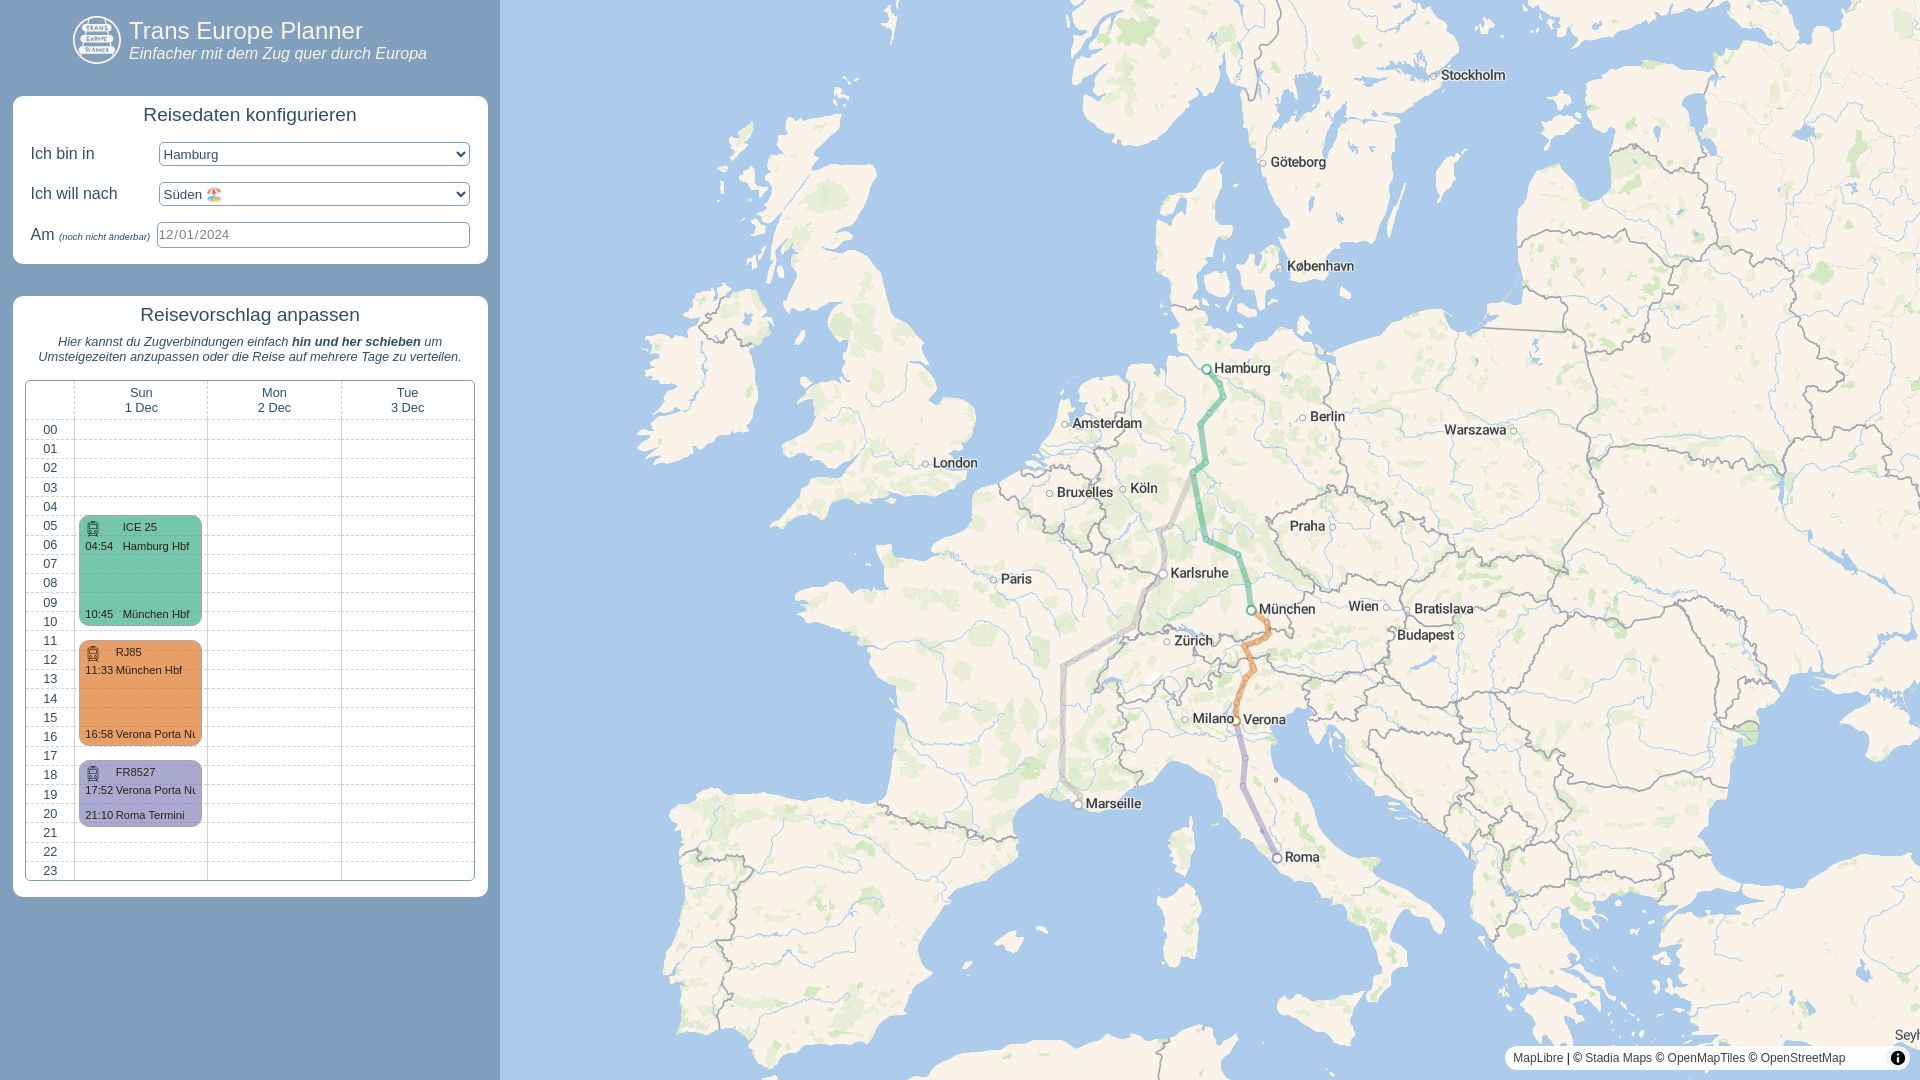 TRANS
EUROPE
PLANNER
Trans Europe Planner
Einfacher mit dem Zug quer durch Europa
Reisedaten konfigurieren
Ich bin in Hamburg
Ich will nach Süden 🏖️
Am (noch nicht änderbar) 12/01/2024
Reisevorschlag anpassen
Hier kannst du Zugverbindungen einfach hin und her schieben um
Umsteigezeiten anzupassen oder die Reise auf mehrere Tage zu verteilen.
Sun Mon Tue
1 Dec 2 Dec 3 Dec
00
01
02
03
04
05
06
07
08
09
10
11
12
13
14
15
16
17
18
19
20
21
22
23
ICE 25
04:54 Hamburg Hbf
10:45 München Hbf
RJ85
11:33 München Hbf
16:58 Verona Porta Nu
FR8527
17:52 Verona Porta Nu
21:10 Roma Termini
Stockholm
Göteborg
København
Hamburg
Berlin
Amsterdam
Warszawa
London
Bruxelles
Köln
Praha
Karlsruhe
Paris
München
Wien
Bratislava
Budapest
Zürich
Milano
Verona
Marseille
Roma
Seyh
MapLibre | © Stadia Maps © OpenMapTiles © OpenStreetMap